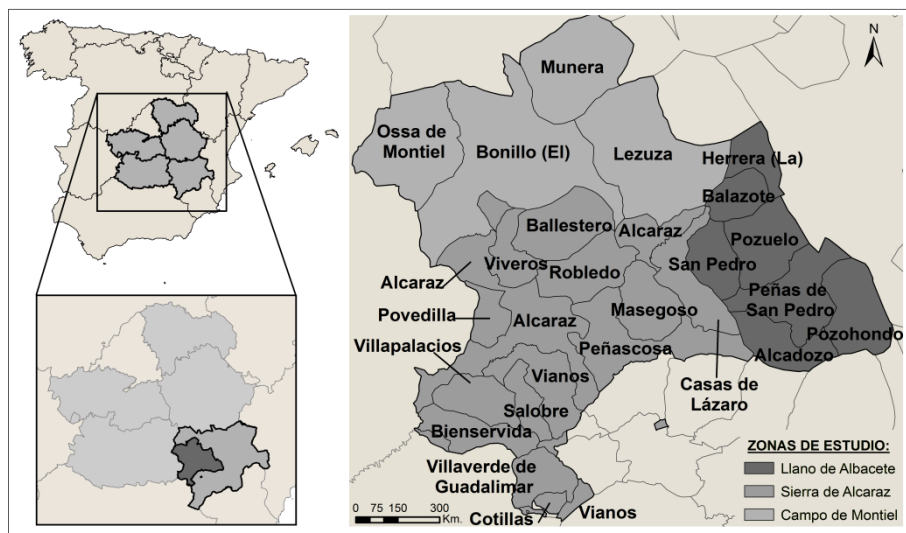 N
Munera
Ossa de
Montiel
Bonillo (El)
Lezuza
Herrera (La)
Balazote
Ballestero
Alcaraz
Pozuelo
San Pedro
Viveros
Robledo
Alcaraz
Peñas de
San Pedro
Povedilla
Alcaraz
Masegoso
Pozohondo
Villapalacios
Peñascosa
Alcadozo
Vianos
Casas de
Lázaro
Salobre
Bienservida
Villaverde de
Guadalimar
Cotillas
Vianos
0 75 150 300
Km.
ZONAS DE ESTUDIO:
Llano de Albacete
Sierra de Alcaraz
Campo de Montiel